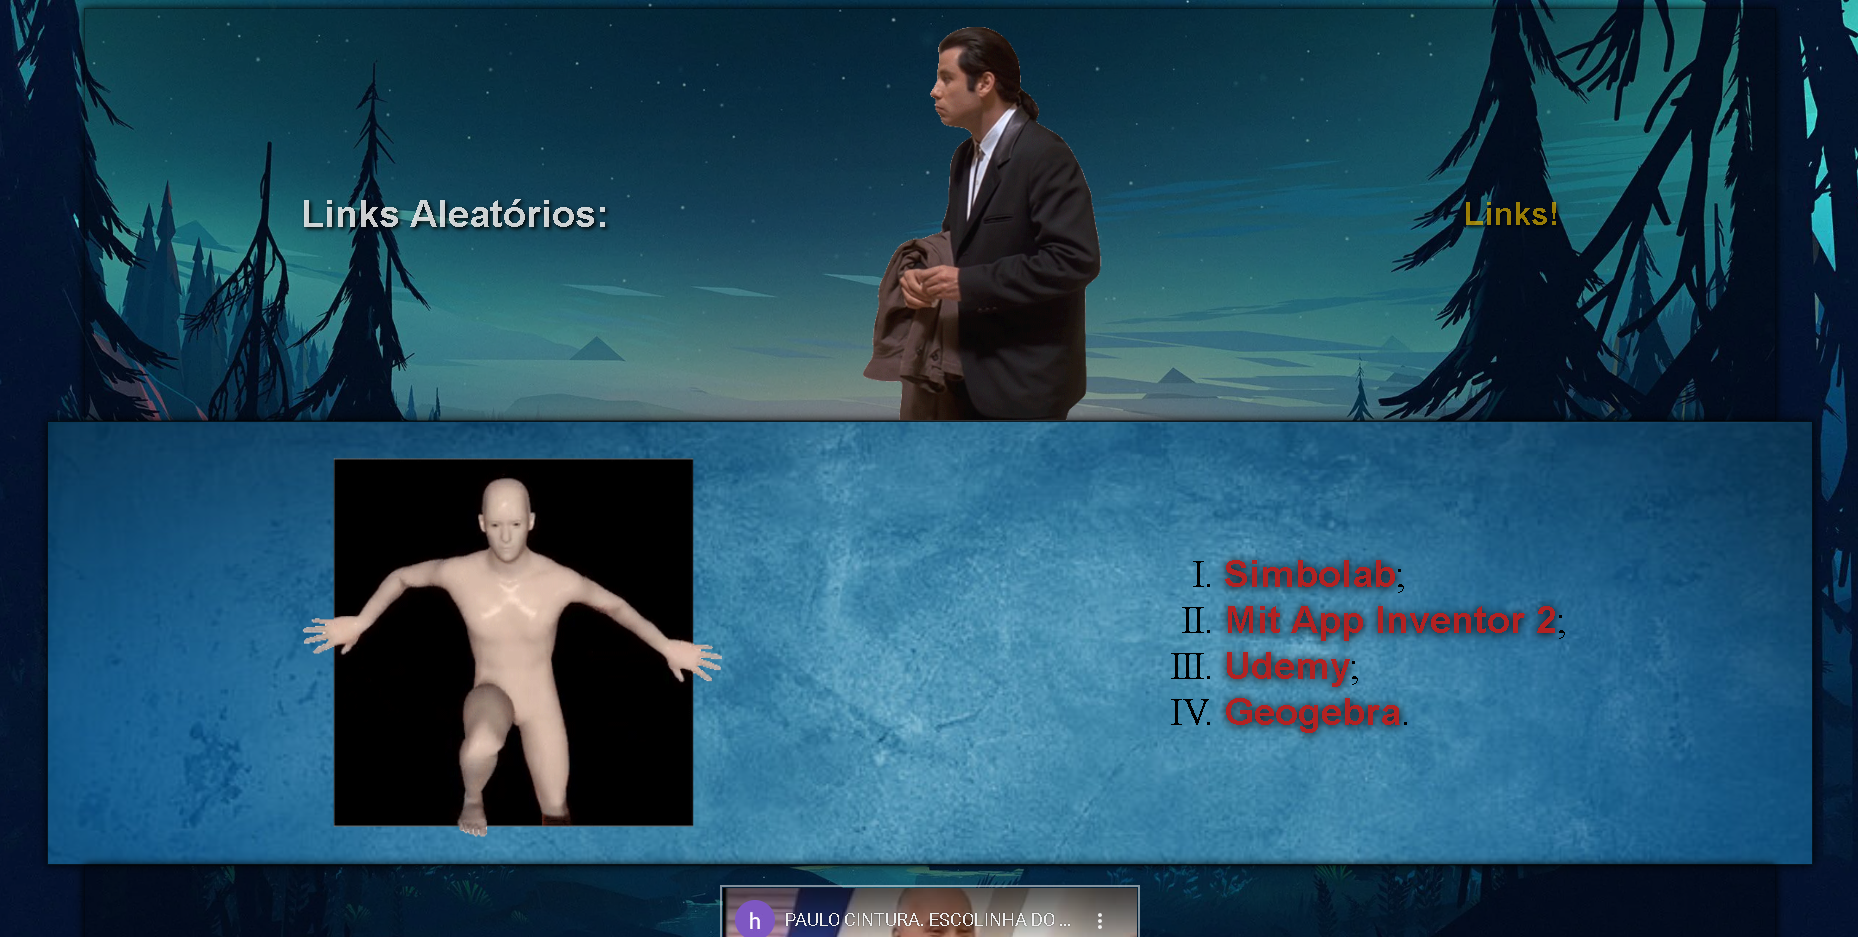 Links Aleatórios:
Links!
I. Simbolab;
II. Mit App Inventor 2;
III. Udemy;
IV. Geogebra.
h PAULO CINTURA. ESCOLINHA DO ...